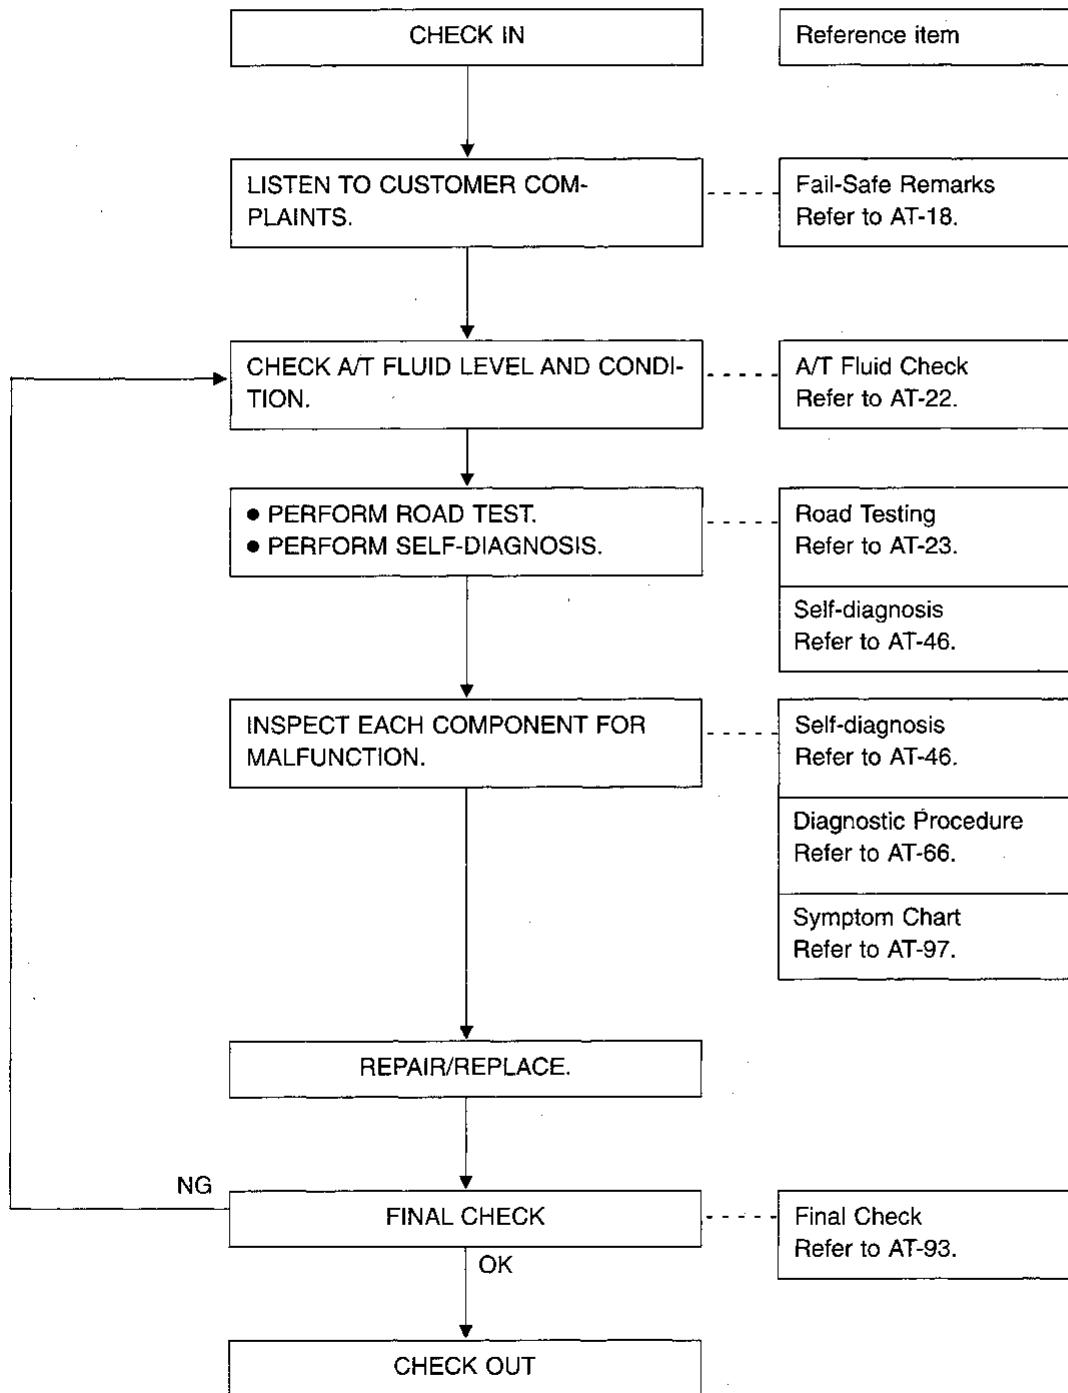 CHECK IN
Reference item
LISTEN TO CUSTOMER COM-
PLAINTS.
Fail-Safe Remarks
Refer to AT-18.
CHECK A/T FLUID LEVEL AND CONDI-
TION.
A/T Fluid Check
Refer to AT-22.
● PERFORM ROAD TEST.
● PERFORM SELF-DIAGNOSIS.
Road Testing
Refer to AT-23.
Self-diagnosis
Refer to AT-46.
INSPECT EACH COMPONENT FOR
MALFUNCTION.
Self-diagnosis
Refer to AT-46.
Diagnostic Procedure
Refer to AT-66.
Symptom Chart
Refer to AT-97.
REPAIR/REPLACE.
NG
FINAL CHECK
Final Check
Refer to AT-93.
OK
CHECK OUT